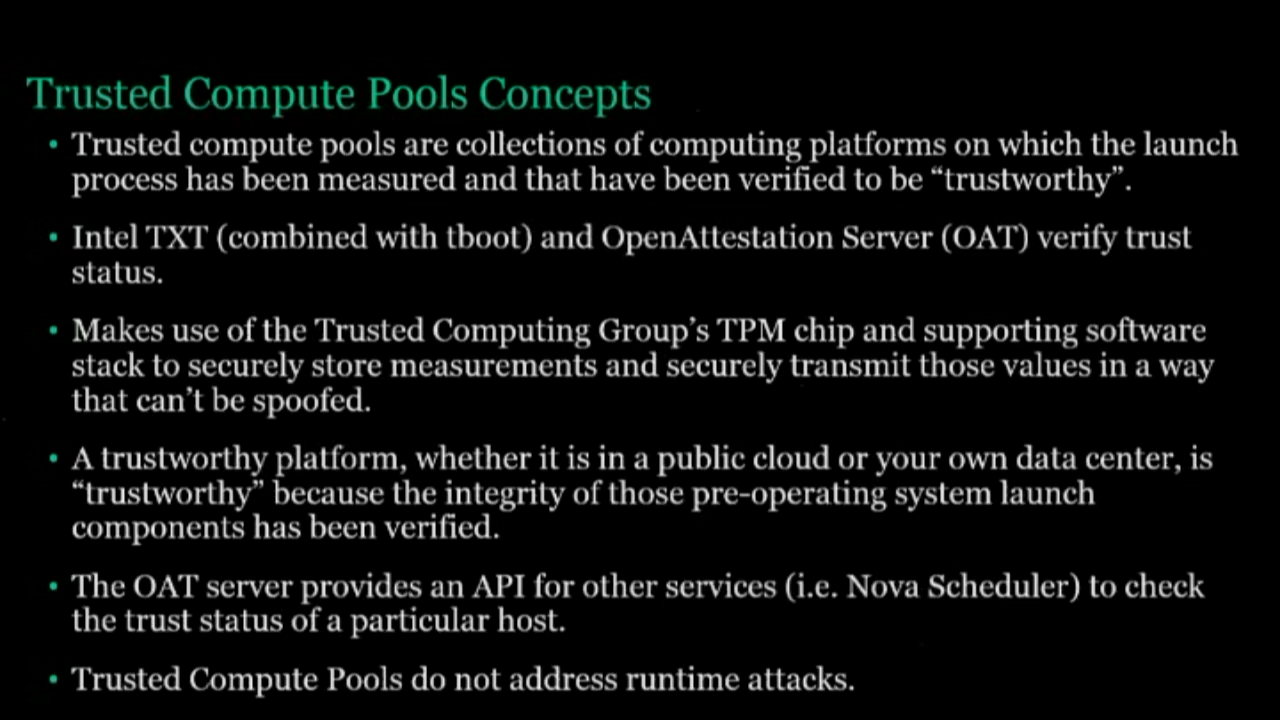 Trusted Compute Pools Concepts
• Trusted compute pools are collections of computing platforms on which the launch
process has been measured and that have been verified to be “trustworthy”.
• Intel TXT (combined with tboot) and OpenAttestation Server (OAT) verify trust
status.
• Makes use of the Trusted Computing Group’s TPM chip and supporting software
stack to securely store measurements and securely transmit those values in a way
that can’t be spoofed.
• A trustworthy platform, whether it is in a public cloud or your own data center, is
“trustworthy” because the integrity of those pre-operating system launch
components has been verified.
• The OAT server provides an API for other services (i.e. Nova Scheduler) to check
the trust status of a particular host.
• Trusted Compute Pools do not address runtime attacks.